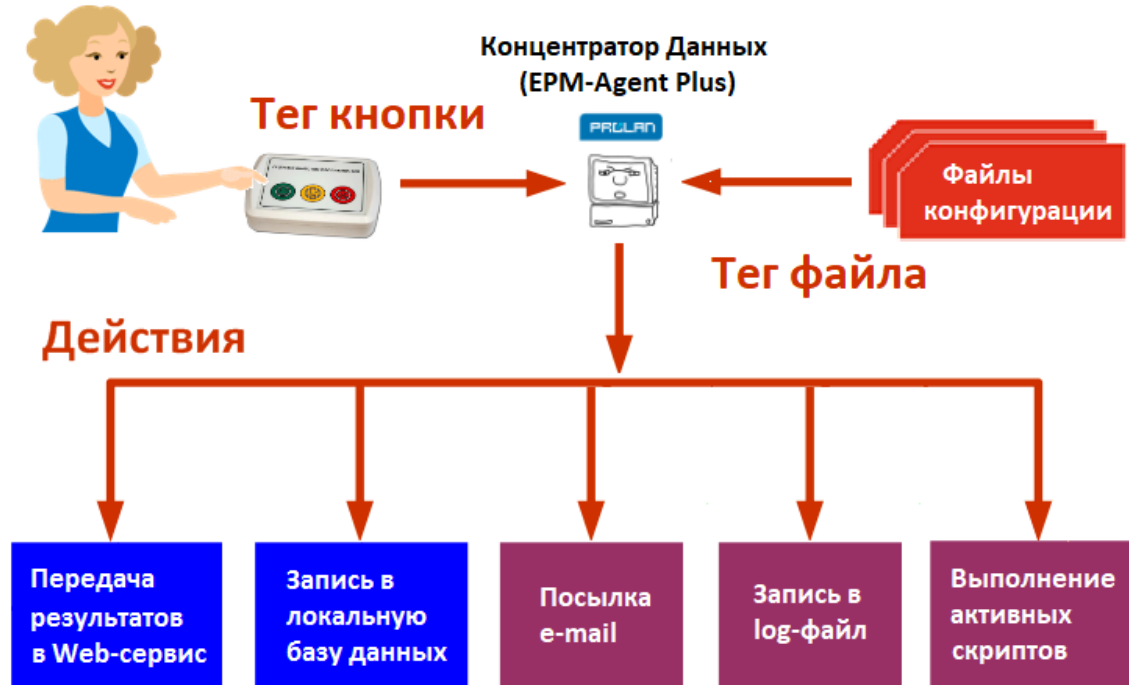 Концентратор Данных
(EPM-Agent Plus)
PROLAN
Тег кнопки
Файлы
конфигурации
Тег файла
Действия
Передача
результатов
в Web-сервис
Запись в
локальную
базу данных
Посылка
e-mail
Запись в
log-файл
Выполнение
активных
скриптов